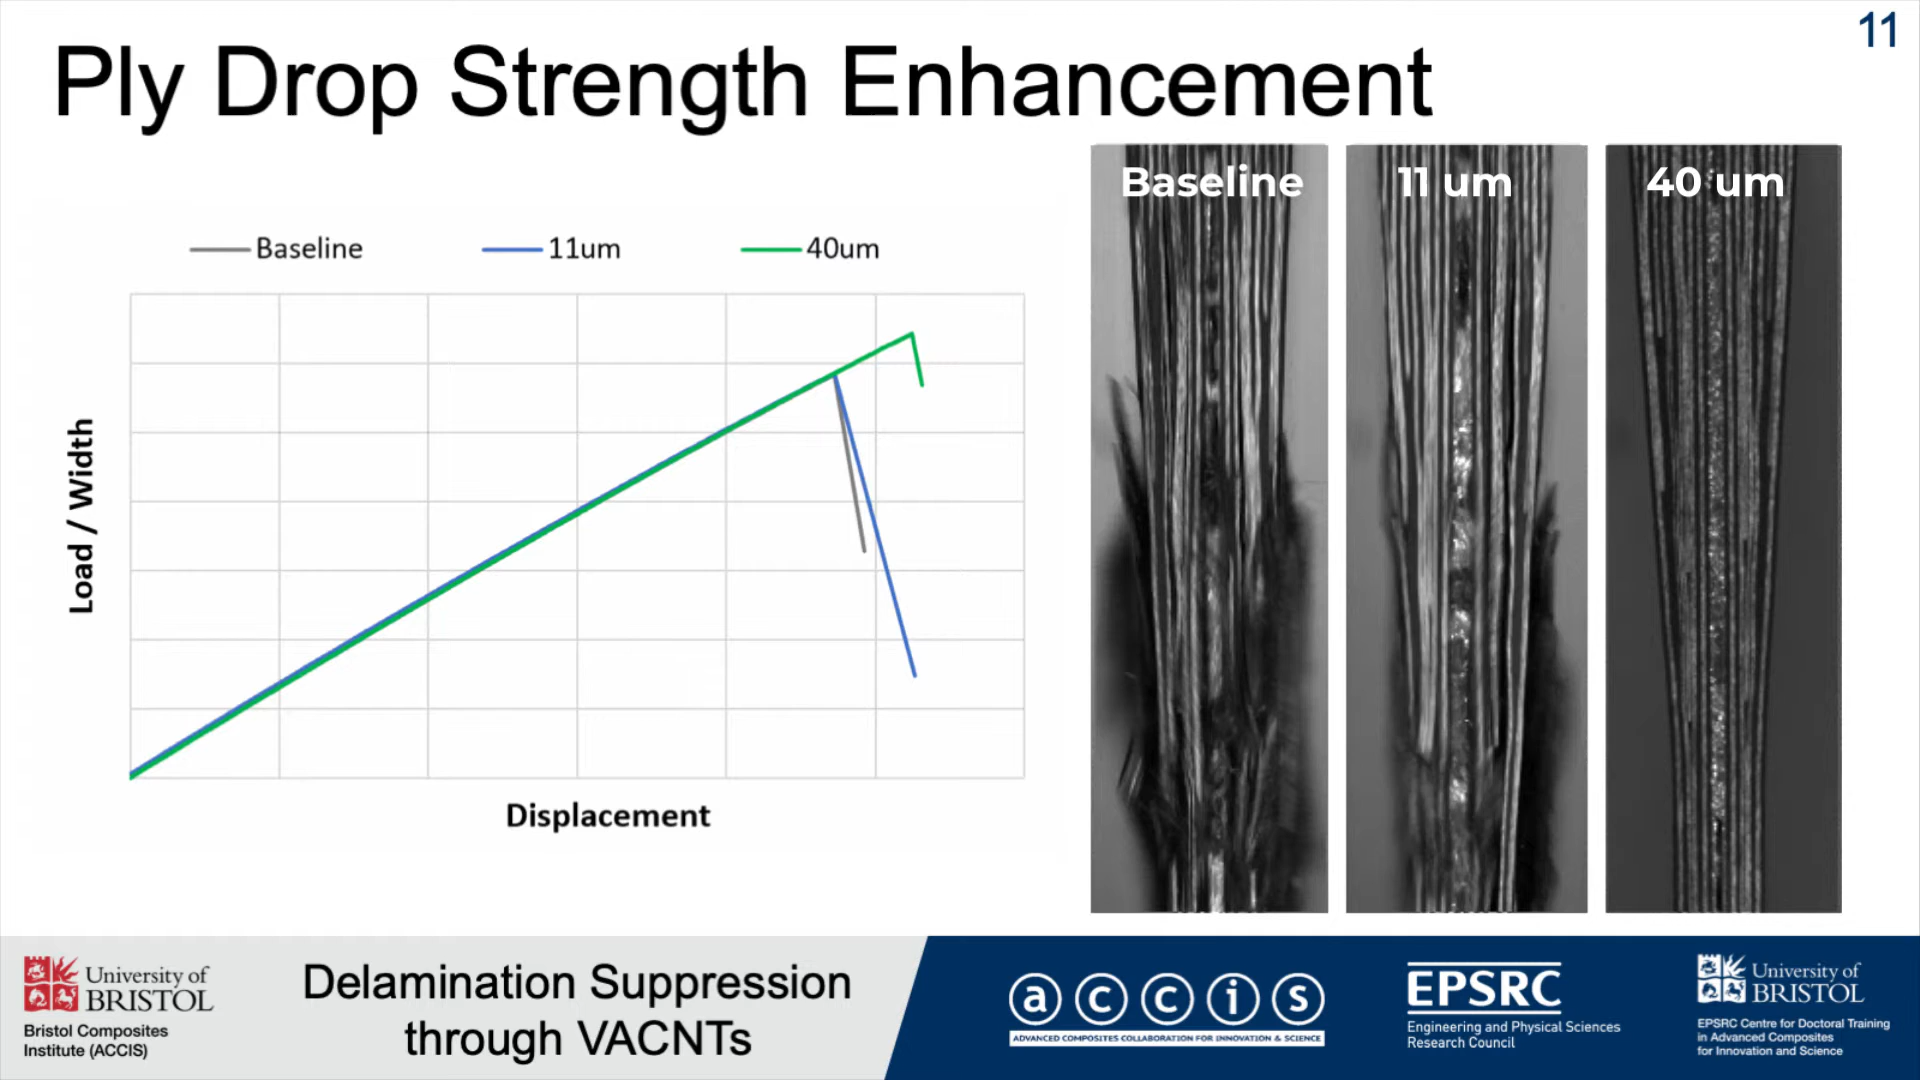 11
Ply Drop Strength Enhancement
Baseline
11um
40um
Load / Width
Displacement
Baseline
11 um
40 um
University of
BRISTOL
Bristol Composites
Institute (ACCIS)
Delamination Suppression
through VACNTs
accis
ADVANCED COMPOSITES COLLABORATION FOR INNOVATION & SCIENCE
EPSRC
Engineering and Physical Sciences
Research Council
University of
BRISTOL
EPSRC Centre for Doctoral Training
in Advanced Composites
for Innovation and Science